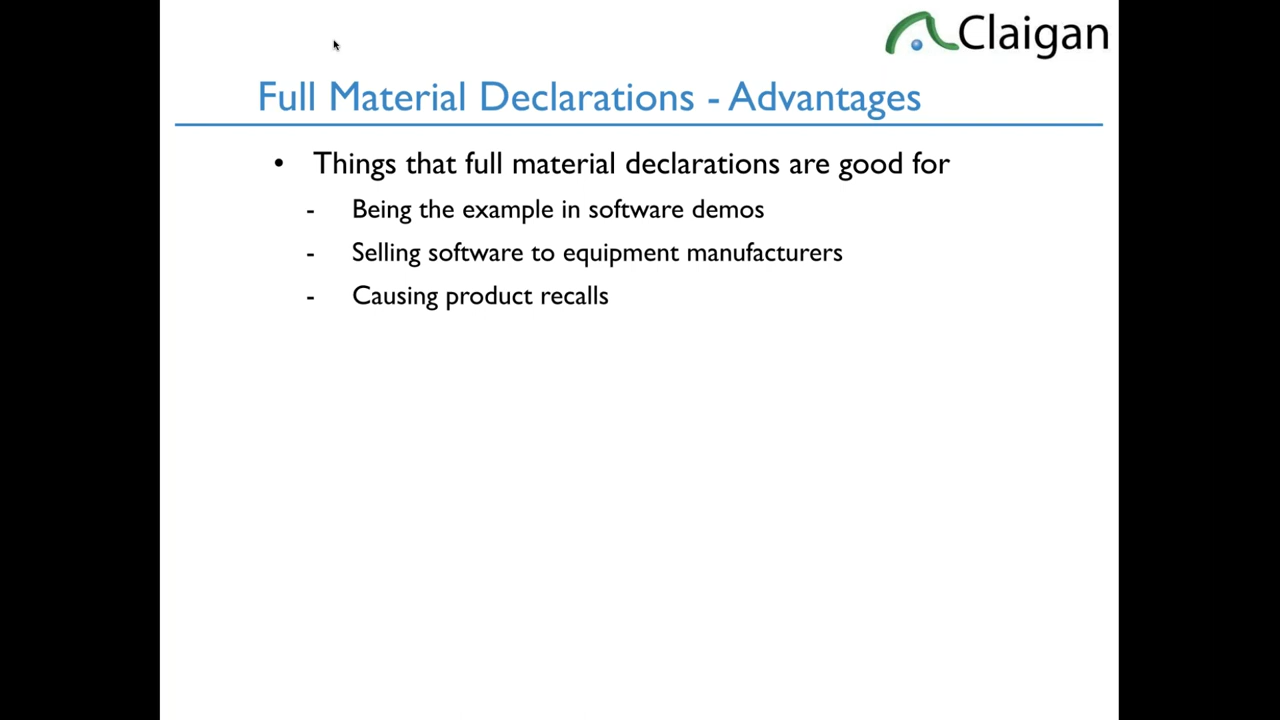 Claigan
Full Material Declarations - Advantages
• Things that full material declarations are good for
- Being the example in software demos
- Selling software to equipment manufacturers
- Causing product recalls